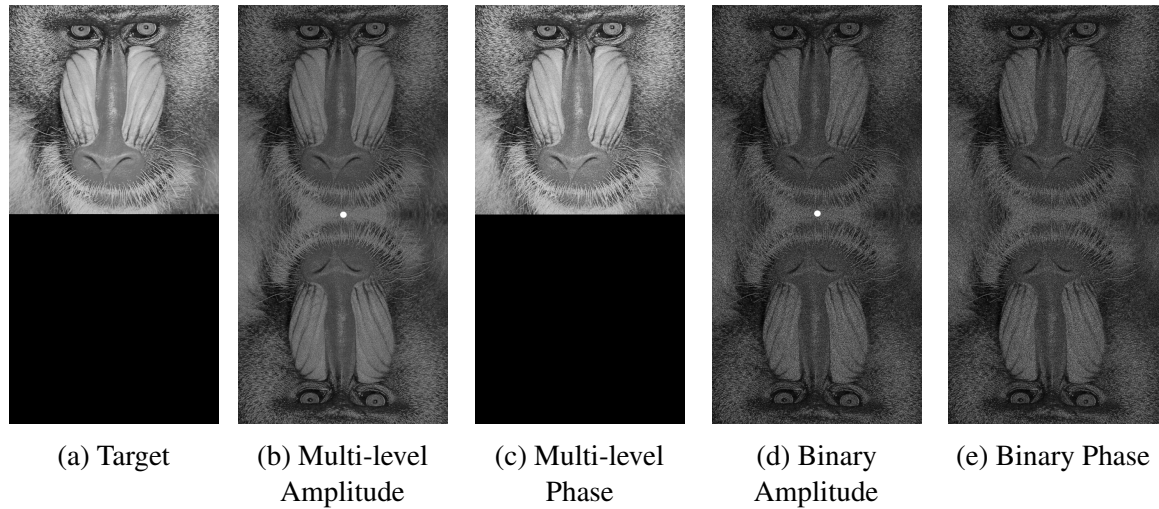 (a) Target
(b) Multi-level
Amplitude
(c) Multi-level
Phase
(d) Binary
Amplitude
(e) Binary Phase